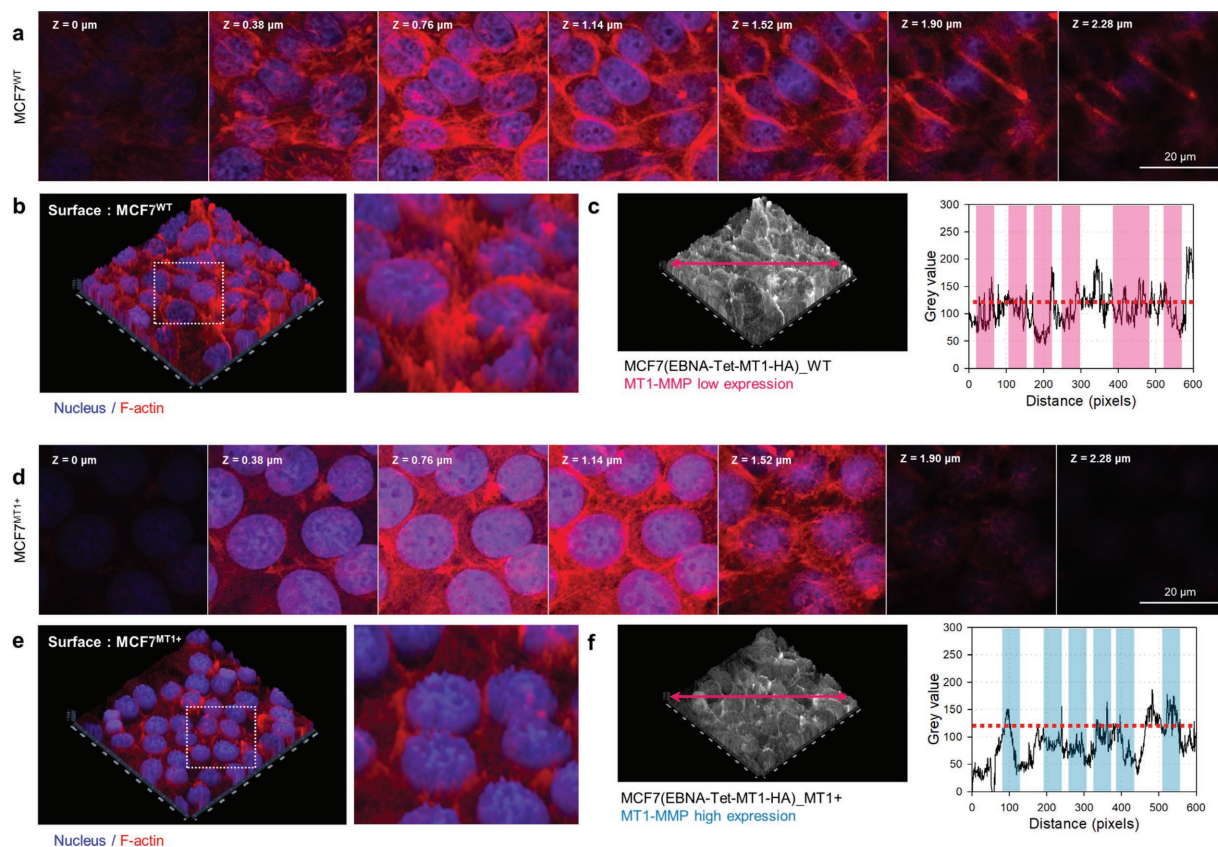 a
MCF7WT
Z = 0 µm
Z = 0.38 µm
Z = 0.76 µm
Z = 1.14 µm
Z = 1.52 µm
Z = 1.90 µm
Z = 2.28 µm
20 µm
b
Surface : MCF7WT
Nucleus / F-actin
c
MCF7(EBNA-Tet-MT1-HA)_WT
MT1-MMP low expression
Grey value
300
250
200
150
100
50
0
0 100 200 300 400 500 600
Distance (pixels)
d
MCF7MT1+
Z = 0 µm
Z = 0.38 µm
Z = 0.76 µm
Z = 1.14 µm
Z = 1.52 µm
Z = 1.90 µm
Z = 2.28 µm
20 µm
e
Surface : MCF7MT1+
Nucleus / F-actin
f
MCF7(EBNA-Tet-MT1-HA)_MT1+
MT1-MMP high expression
Grey value
300
250
200
150
100
50
0
0 100 200 300 400 500 600
Distance (pixels)